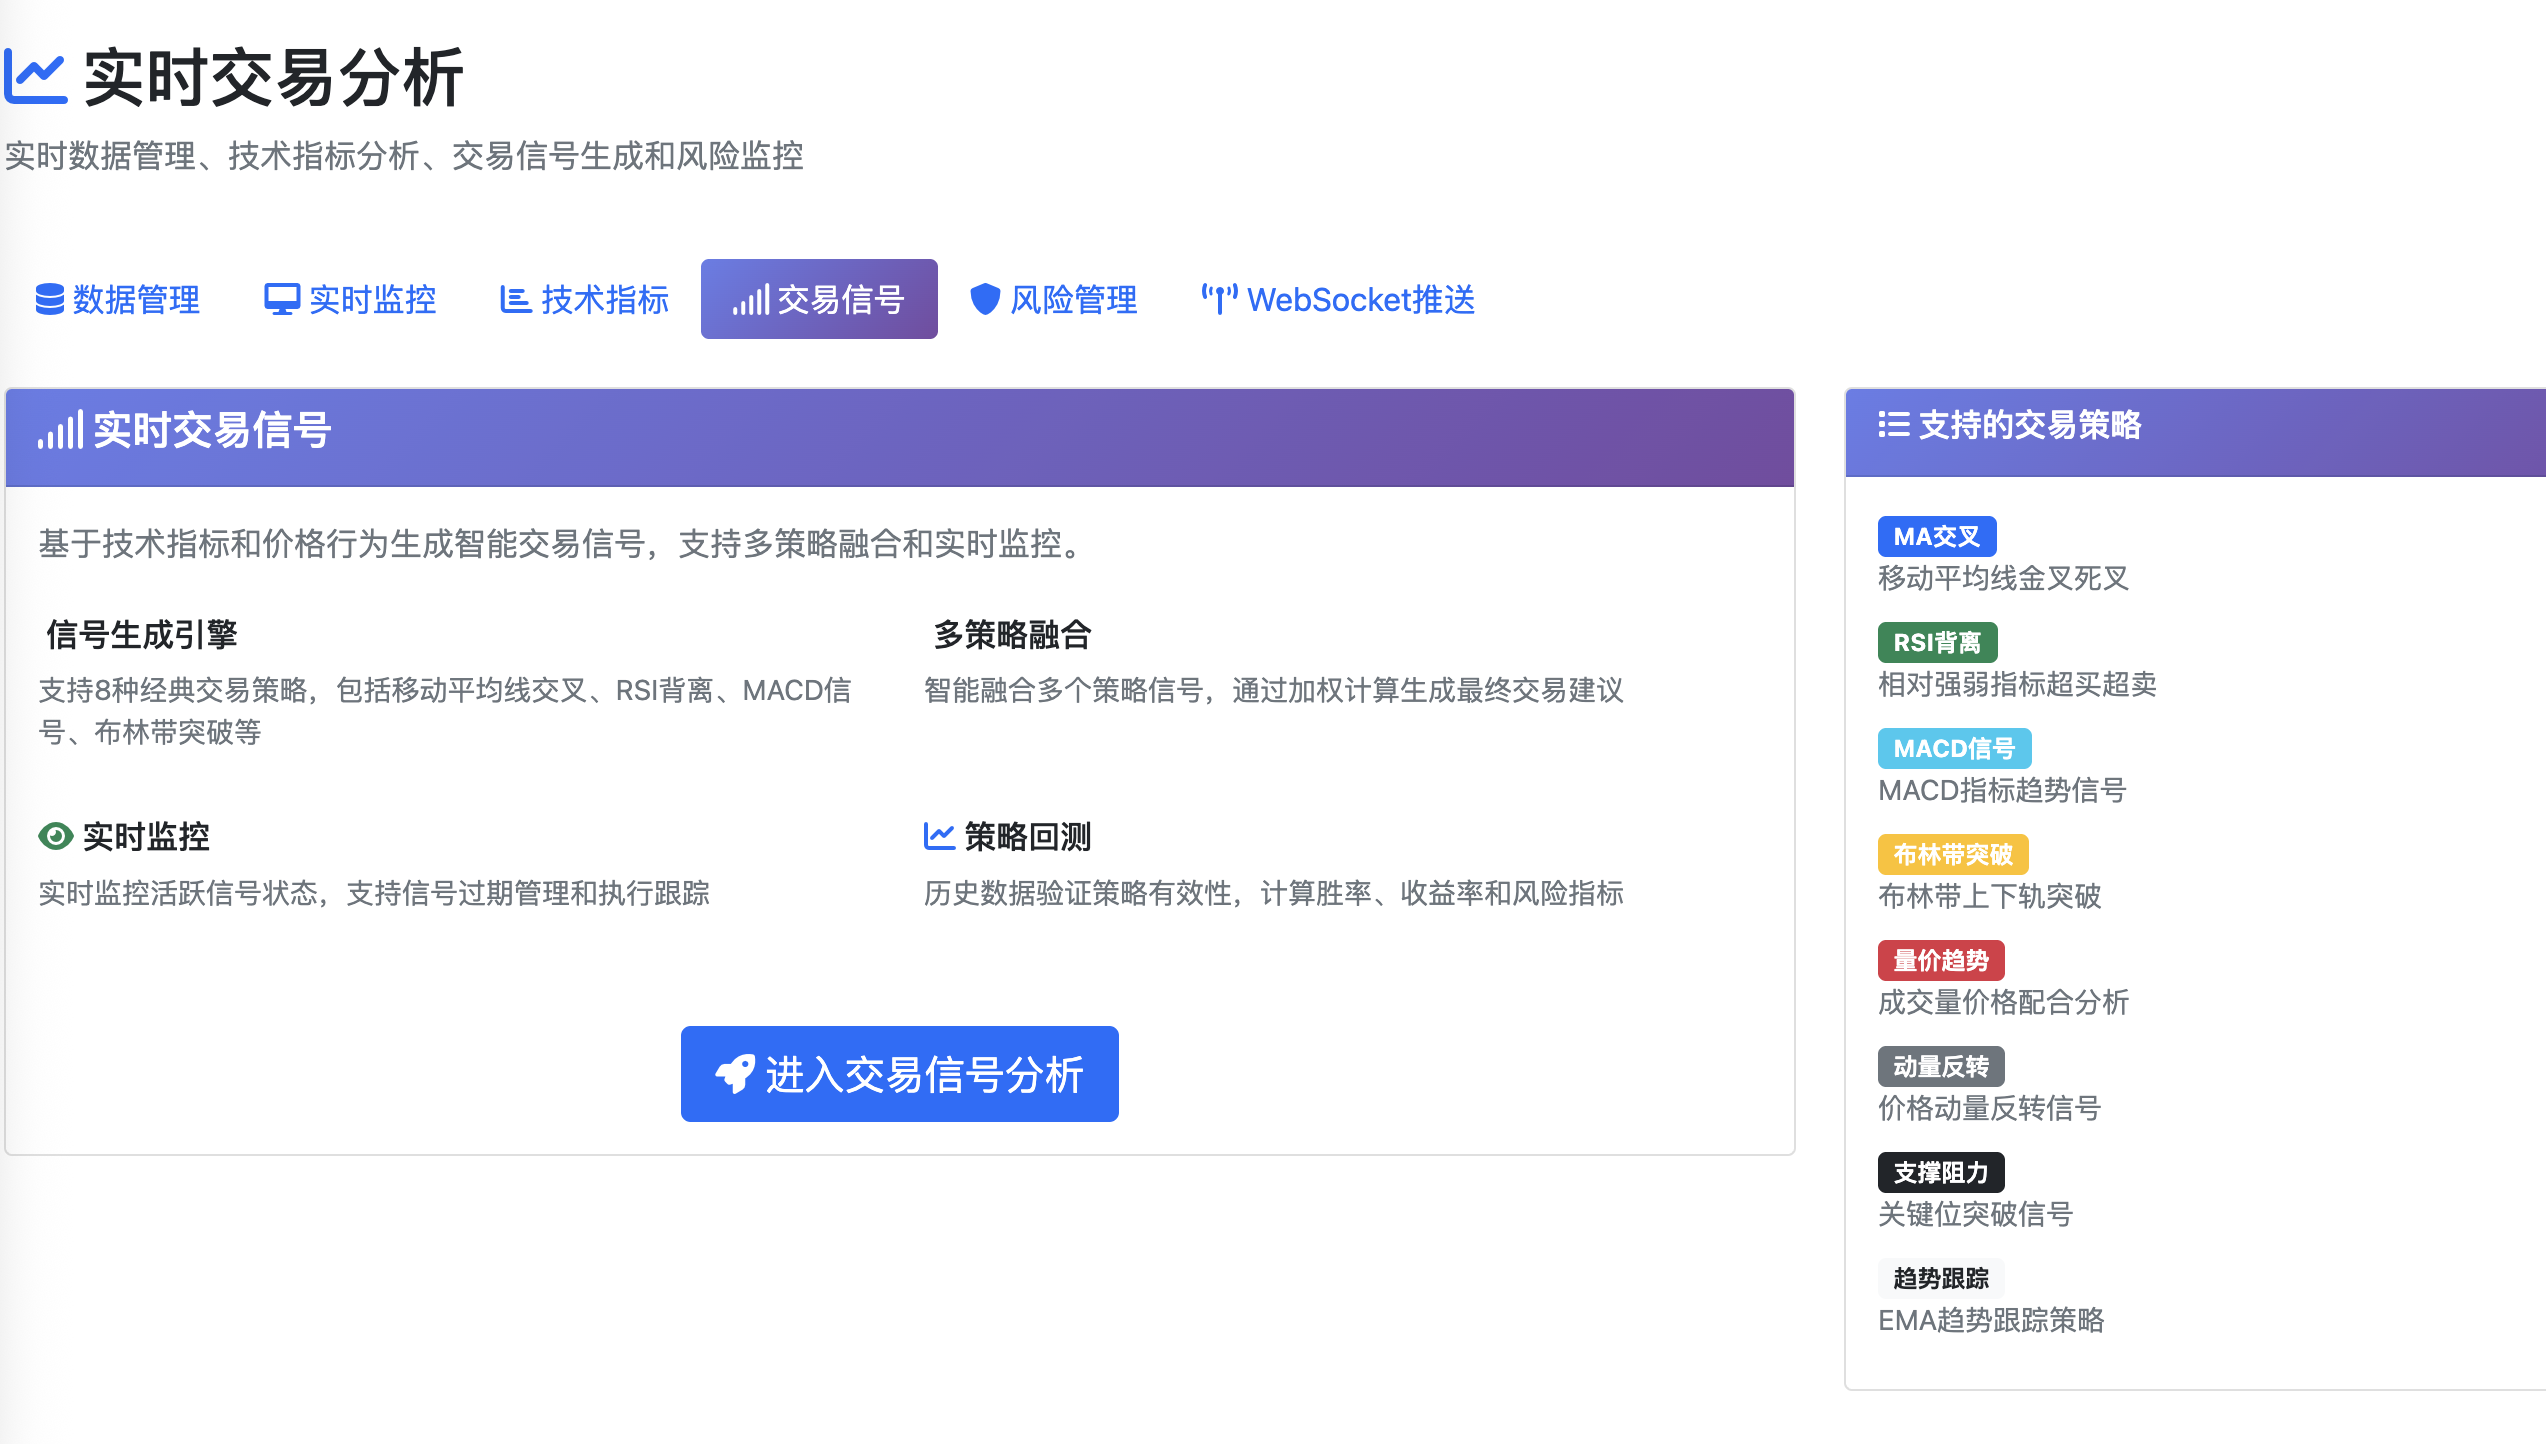 实时交易分析
实时数据管理、技术指标分析、交易信号生成和风险监控
数据管理
实时监控
技术指标
交易信号
风险管理
WebSocket推送
实时交易信号
基于技术指标和价格行为生成智能交易信号，支持多策略融合和实时监控。
信号生成引擎
支持8种经典交易策略，包括移动平均线交叉、RSI背离、MACD信
号、布林带突破等
多策略融合
智能融合多个策略信号，通过加权计算生成最终交易建议
实时监控
实时监控活跃信号状态，支持信号过期管理和执行跟踪
策略回测
历史数据验证策略有效性，计算胜率、收益率和风险指标
进入交易信号分析
支持的交易策略
MA交叉
移动平均线金叉死叉
RSI背离
相对强弱指标超买超卖
MACD信号
MACD指标趋势信号
布林带突破
布林带上下轨突破
量价趋势
成交量价格配合分析
动量反转
价格动量反转信号
支撑阻力
关键位突破信号
趋势跟踪
EMA趋势跟踪策略